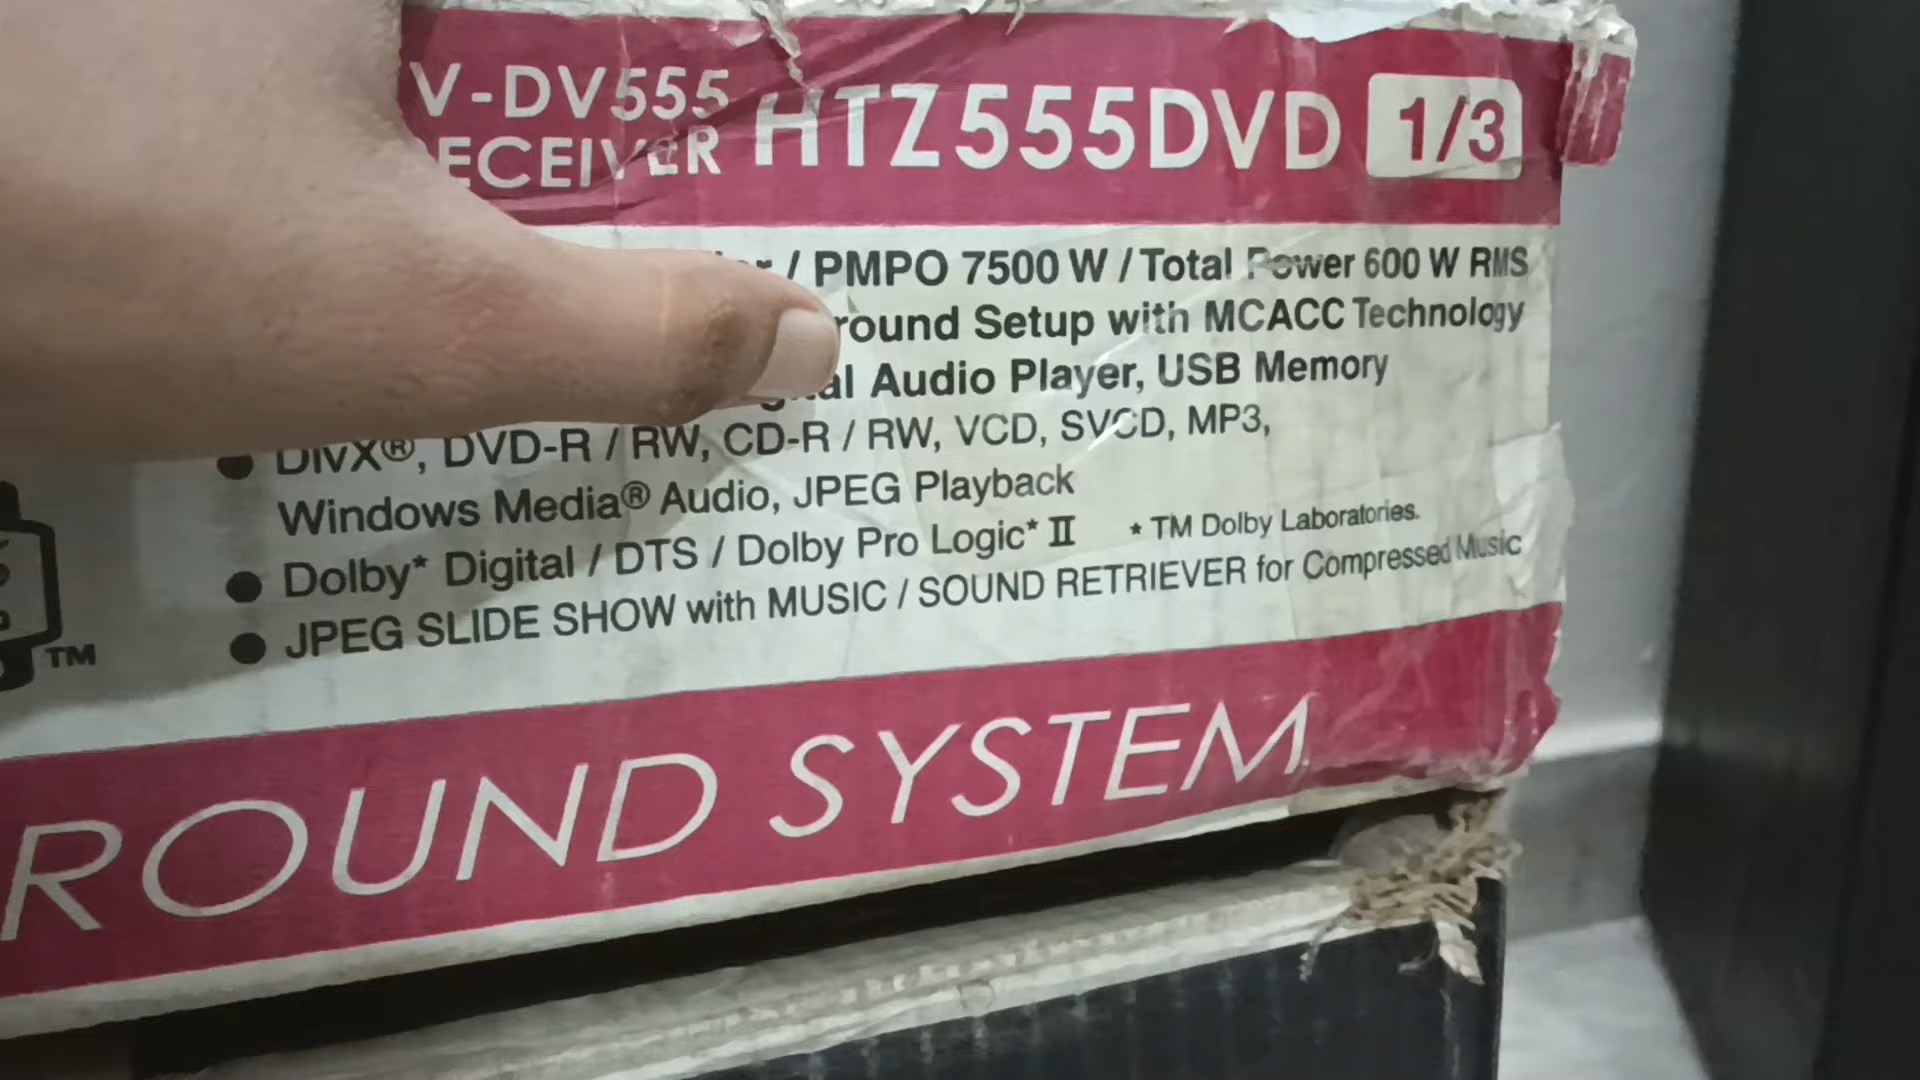 V-DV555
RECEIVER
HTZ555DVD 1/3
/ PMPO 7500 W / Total Power 600 W RMS
round Setup with MCACC Technology
Audio Player, USB Memory
● DivX®, DVD-R / RW, CD-R / RW, VCD, SVCD, MP3,
Windows Media® Audio, JPEG Playback
● Dolby* Digital / DTS / Dolby Pro Logic* II * TM Dolby Laboratories.
● JPEG SLIDE SHOW with MUSIC / SOUND RETRIEVER for Compressed Music
TM
ROUND SYSTEM